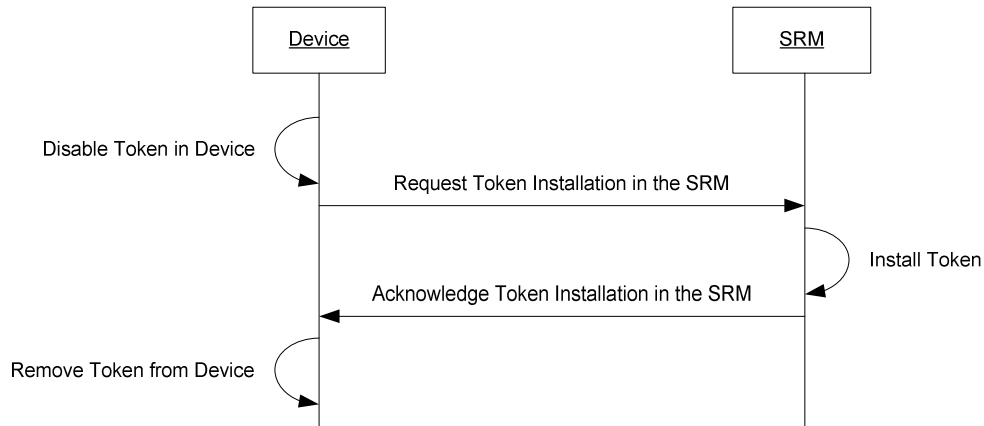 Device
SRM
Disable Token in Device
Request Token Installation in the SRM
Install Token
Acknowledge Token Installation in the SRM
Remove Token from Device